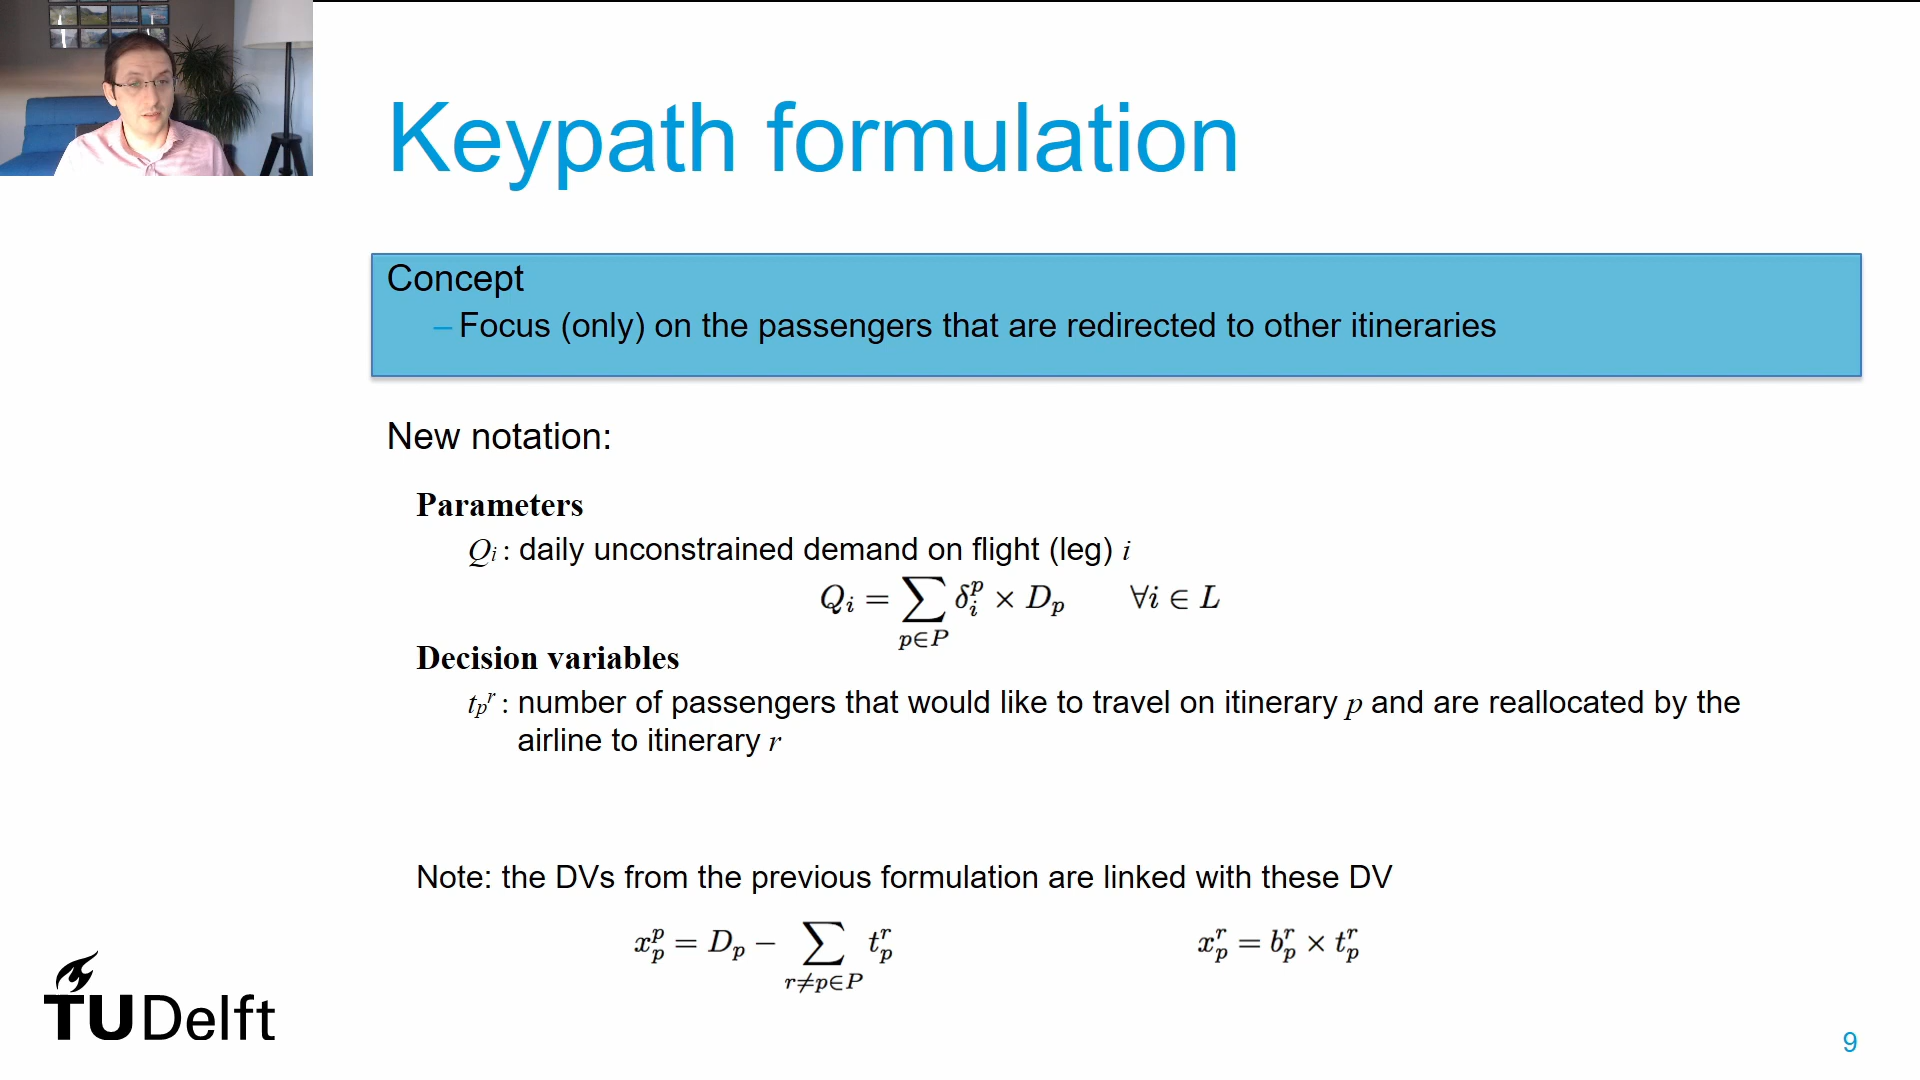 Keypath formulation
Concept
– Focus (only) on the passengers that are redirected to other itineraries
New notation:
Parameters
Qᵢ : daily unconstrained demand on flight (leg) i
Q_i = \sum_{p∈P} δ_i^p × D_p ∀i ∈ L
Decision variables
t_p^r : number of passengers that would like to travel on itinerary p and are reallocated by the
airline to itinerary r
Note: the DVs from the previous formulation are linked with these DV
x_p^p = D_p − \sum_{r≠p∈P} t_p^r x_p^r = b_p^r × t_p^r
TUDelft
9